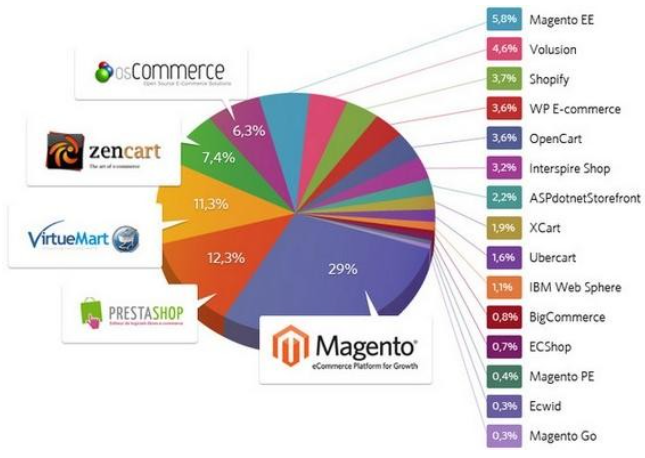 osCommerce
Open Source E-Commerce Solutions
zencart
The art of e-commerce
VirtueMart
PRESTASHOP
Magento®
eCommerce Platform for Growth
6,3%
7,4%
11,3%
12,3%
29%
5,8% Magento EE
4,6% Volusion
3,7% Shopify
3,6% WP E-commerce
3,6% OpenCart
3,2% Interspire Shop
2,2% ASPdotnetStorefront
1,9% XCart
1,6% Ubercart
1,1% IBM Web Sphere
0,8% BigCommerce
0,7% ECShop
0,4% Magento PE
0,3% Ecwid
0,3% Magento Go